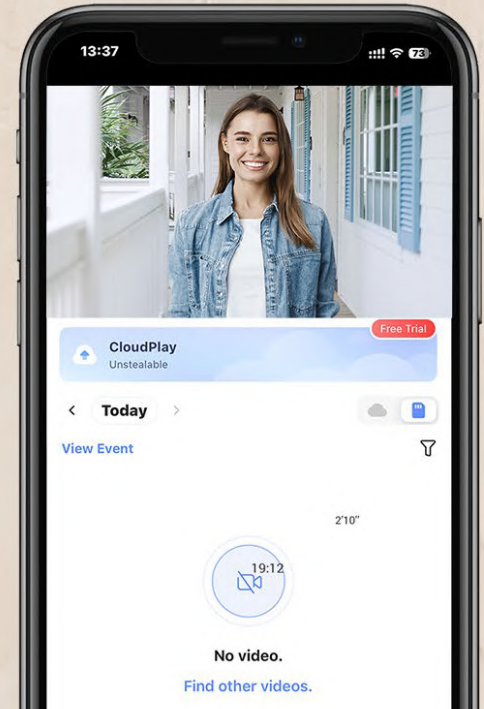 13:37
73
Free Trial
CloudPlay
Unstealable
Today
View Event
2'10"
19:12
No video.
Find other videos.